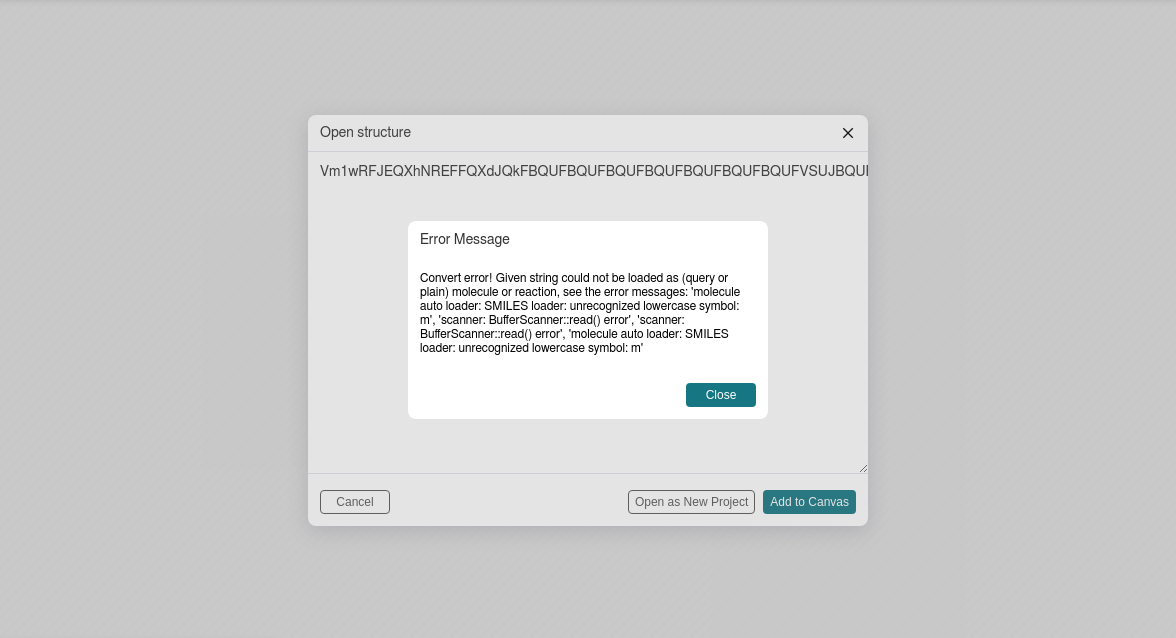 Open structure
Vm1wRFJEQXhNREFFQXdJQkFBQUFBQUFBQUFBQUFBQUFBQUFBQUFVSUJBQUI
Error Message
Convert error! Given string could not be loaded as (query or
plain) molecule or reaction, see the error messages: 'molecule
auto loader: SMILES loader: unrecognized lowercase symbol:
m', 'scanner: BufferScanner::read() error', 'scanner:
BufferScanner::read() error', 'molecule auto loader: SMILES
loader: unrecognized lowercase symbol: m'
Close
Cancel
Open as New Project
Add to Canvas